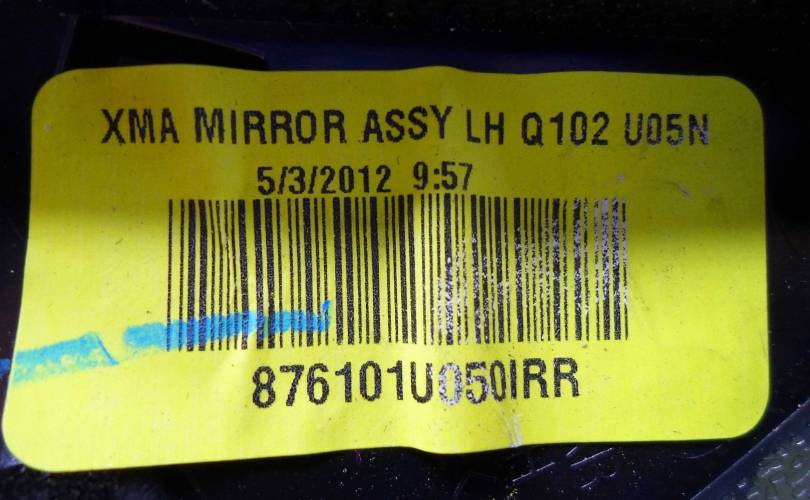 XMA MIRROR ASSY LH Q102 U05N
5/3/2012 9:57
876101U050IRR